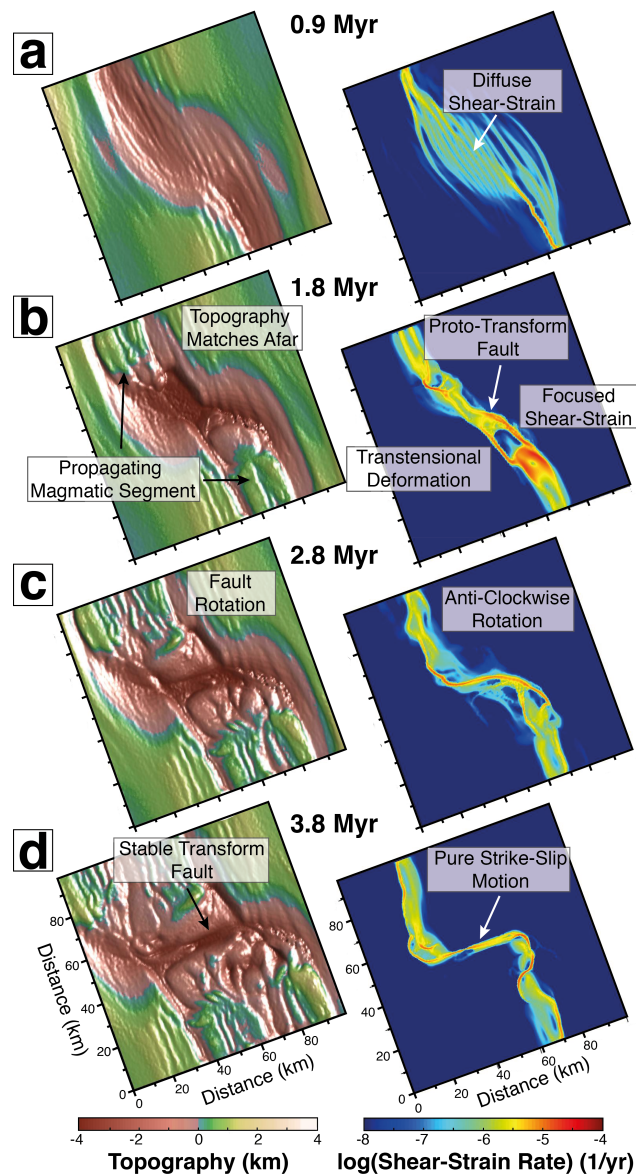 0.9 Myr
a
Diffuse
Shear-Strain
1.8 Myr
b
Topography
Matches Afar
Propagating
Magmatic Segment
Proto-Transform
Fault
Focused
Shear-Strain
Transtensional
Deformation
2.8 Myr
c
Fault
Rotation
Anti-Clockwise
Rotation
3.8 Myr
d
Stable Transform
Fault
Pure Strike-Slip
Motion
80
60
40
20
0
Distance (km)
0
20
40
60
80
Distance (km)
80
60
40
20
0
0
20
40
60
80
Distance (km)
-4 -2 0 2 4
Topography (km)
-8 -7 -6 -5 -4
log(Shear-Strain Rate) (1/yr)